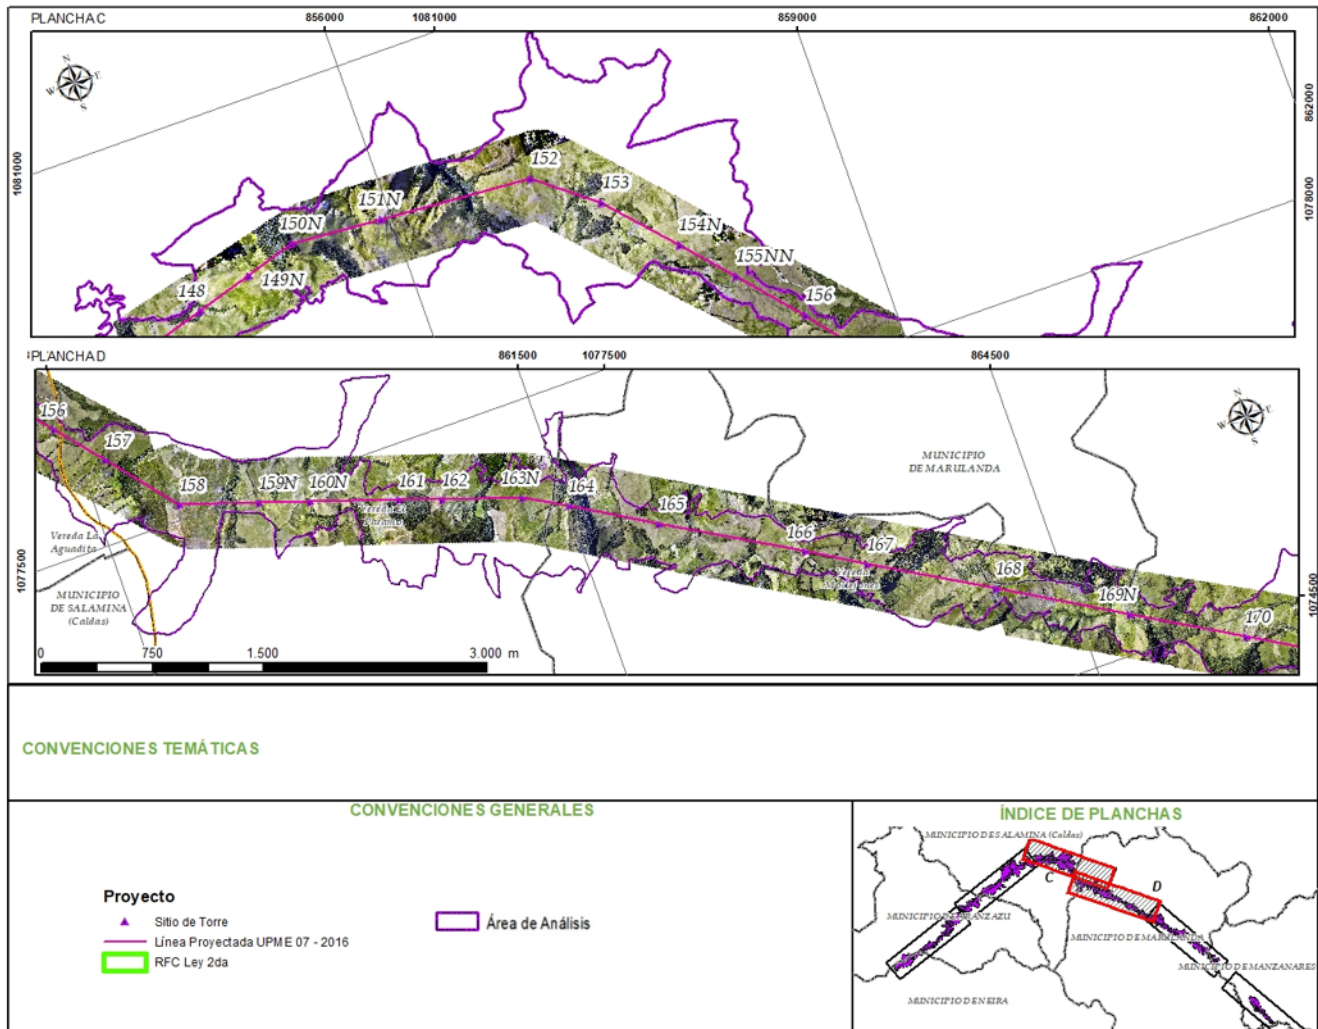 PLANCHA C
856000
1081000
859000
862000
N
E
S
W
862000
1081000
1078000
152
153
151N
150N
154N
149N
155NN
148
156
PLANCHA D
861500
1077500
864500
N
E
S
W
156
157
158
159N
160N
161
162
163N
164
165
166
167
168
169N
170
MUNICIPIO
DE MARULANDA
Vereda La
Aguadita
MUNICIPIO
DE SALAMINA
(Caldas)
1077500
1074500
0
750
1.500
3.000 m
CONVENCIONES TEMÁTICAS
CONVENCIONES GENERALES
Proyecto
Sitio de Torre
Línea Proyectada UPME 07 - 2016
RFC Ley 2da
Área de Análisis
ÍNDICE DE PLANCHAS
MUNICIPIO DE SALAMINA (Caldas)
C
D
MUNICIPIO DE MARULANDA
MUNICIPIO DE MANZANARES
MUNICIPIO DE NEIRA